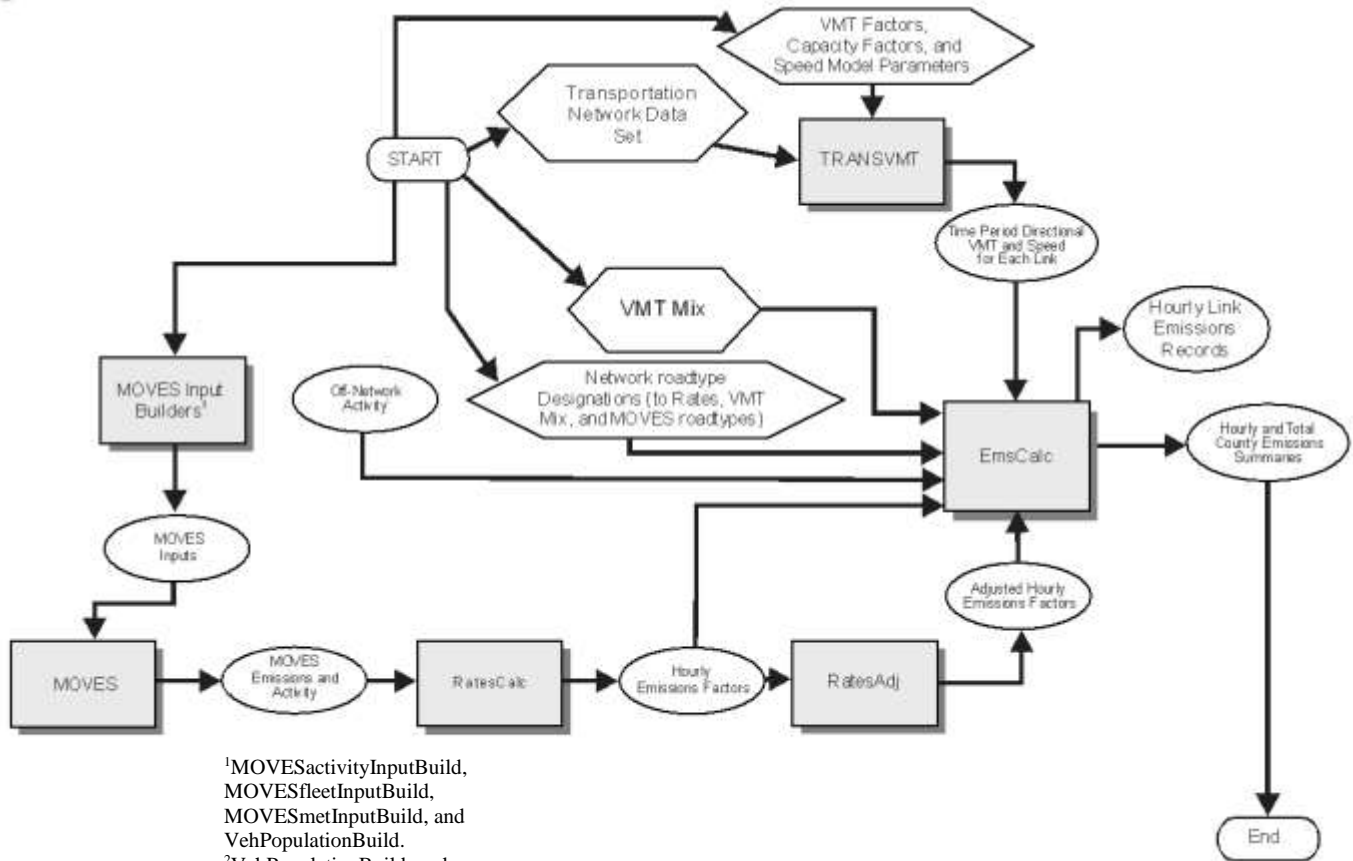 VMT Factors,
Capacity Factors, and
Speed Model Parameters
Transportation
Network Data
Set
START
TRANSVMT
Time Period Directional
VMT and Speed
for Each Link
VMT Mix
Hourly Link
Emissions
Records
MOVES Input
Builders¹
Off-Network
Activity
Network roadtype
Designations (to Rates, VMT
Mix, and MOVES roadtypes)
EmsCalc
Hourly and Total
County Emissions
Summaries
MOVES
Inputs
Adjusted Hourly
Emissions Factors
MOVES
MOVES
Emissions and
Activity
RatesCalc
Hourly
Emissions Factors
RatesAdj
¹MOVESactivityInputBuild,
MOVESfleetInputBuild,
MOVESmetInputBuild, and
VehPopulationBuild.
End